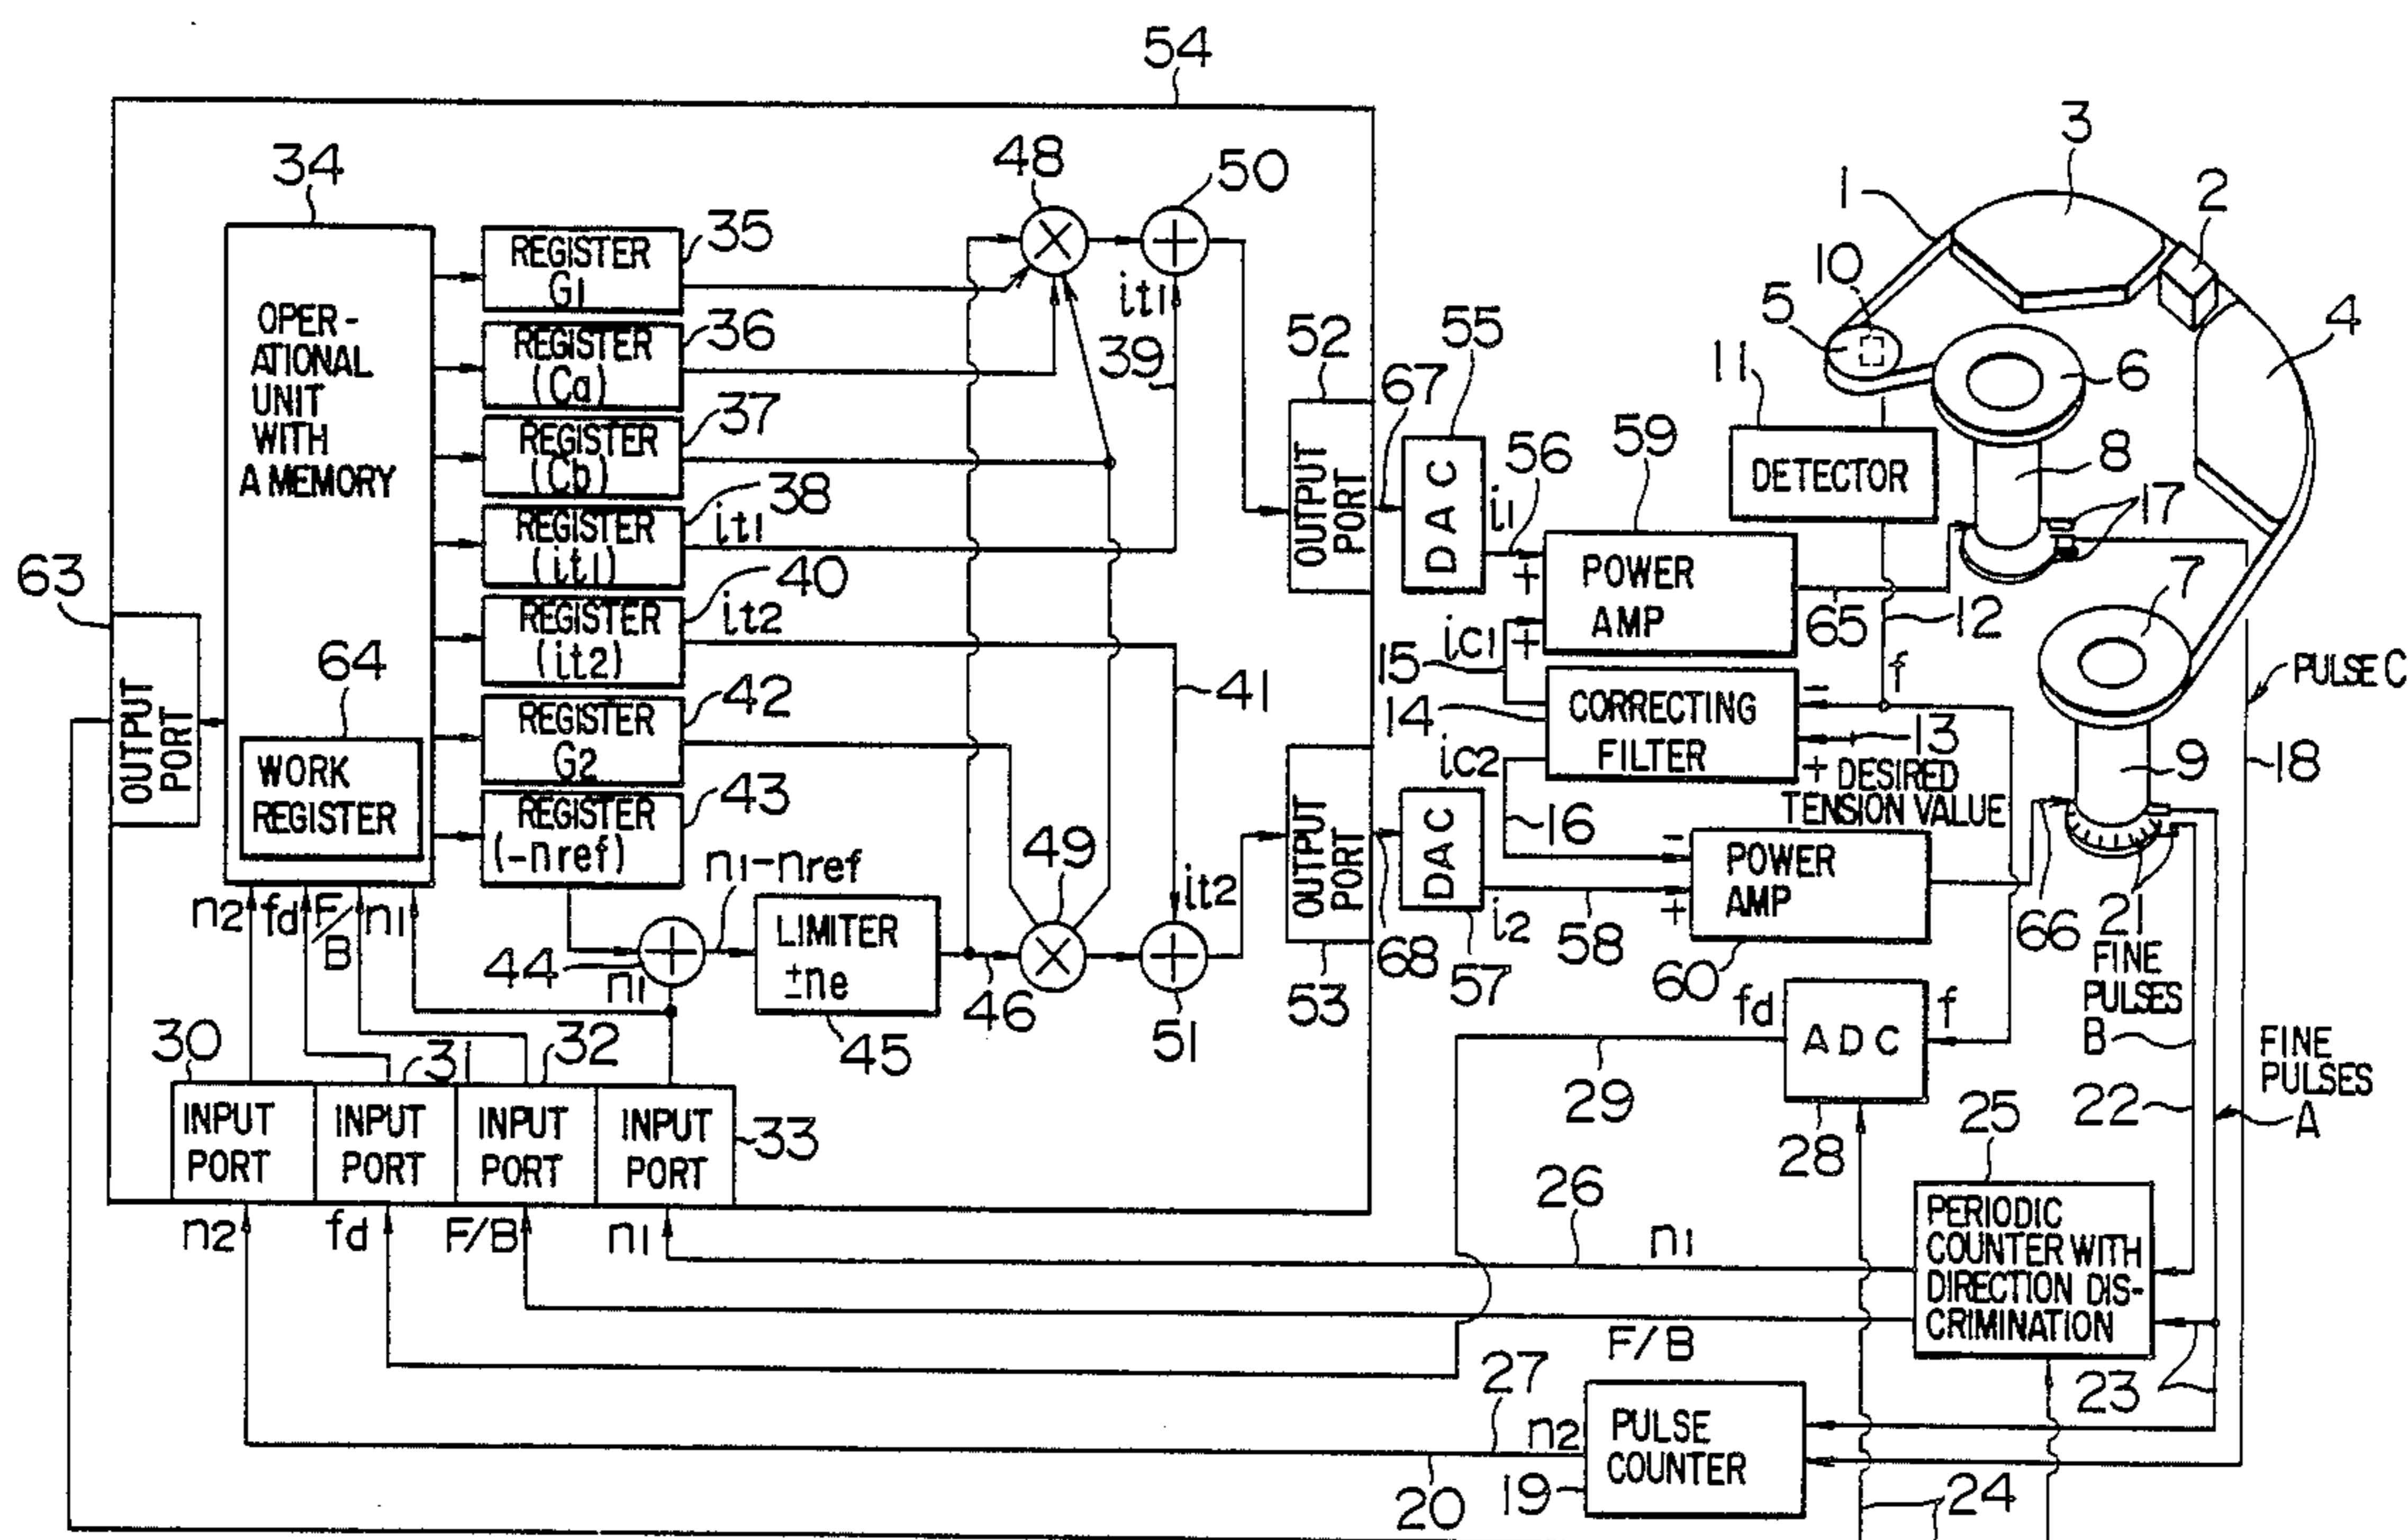 54
34
48
50
3
1
2
10
5
4
6
11
REGISTER
G1
35
REGISTER
(Ca)
36
REGISTER
(Cb)
37
REGISTER
(it1)
38
it1
REGISTER
(it2)
40
it2
REGISTER
G2
42
REGISTER
(-nref)
43
OPER-
ATIONAL
UNIT
WITH
A MEMORY
64
WORK
REGISTER
63
OUTPUT
PORT
it1
39
41
52
OUTPUT
PORT
67
55
DAC
i1
56
+
59
POWER
AMP
DETECTOR
8
17
65
12
7
ic1
+
15
14
CORRECTING
FILTER
−
f
13
+ DESIRED
TENSION VALUE
PULSE C
18
9
ic2
16
OUTPUT
PORT
53
68
DAC
57
i2
58
−
+
POWER
AMP
60
66
21
FINE
PULSES
B
22
FINE
PULSES
A
n2
fd
F/B
n1
44
n1
n1-nref
LIMITER
±ne
45
46
49
it2
51
fd
ADC
f
28
29
30
31
32
33
INPUT
PORT
INPUT
PORT
INPUT
PORT
INPUT
PORT
n2
fd
F/B
n1
26
n1
25
PERIODIC
COUNTER WITH
DIRECTION DIS-
CRIMINATION
F/B
23
27
n2
20
19
PULSE
COUNTER
24